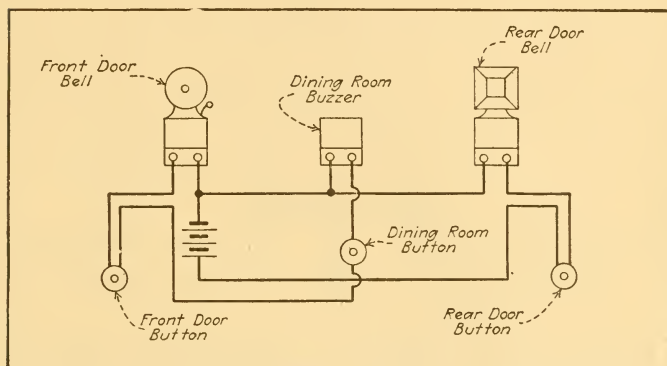 Front Door
Bell
Dining Room
Buzzer
Rear Door
Bell
Dining Room
Button
Front Door
Button
Rear Door
Button